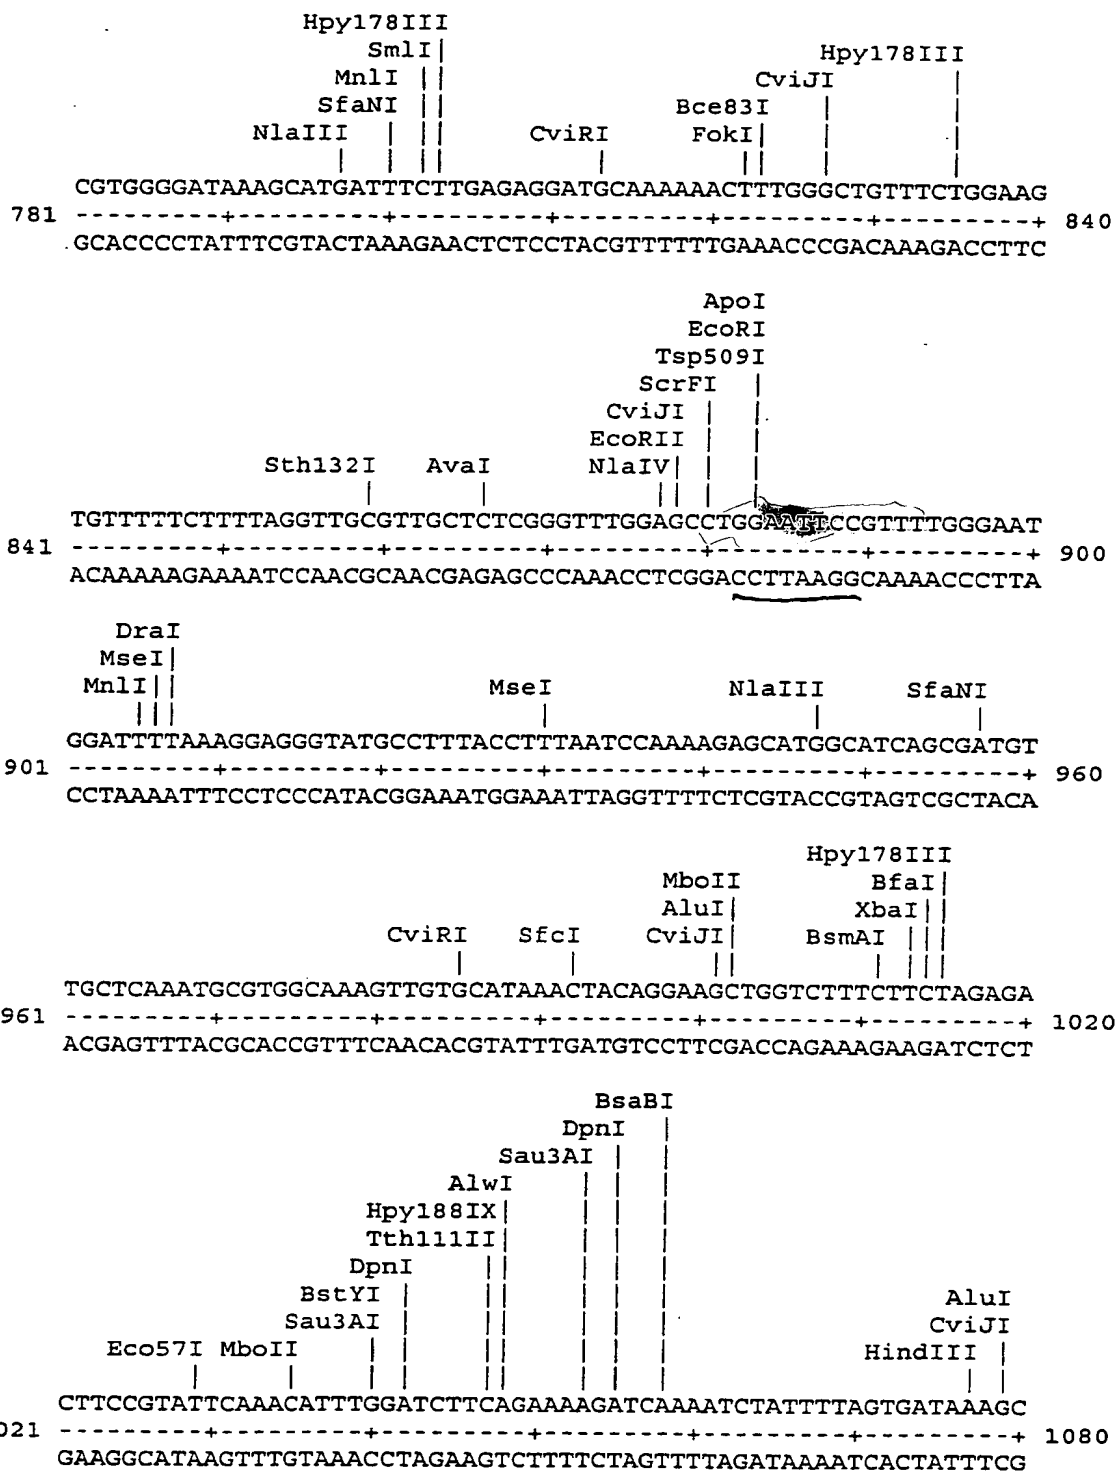 Hpy178III
SmlI|
MnlI | |
SfaNI | | CviJI Hpy178III
Bce83I
NlaIII CviRI FokI|
CGTGGGGATAAAGCATGATTTCTTGAGAGGATGCAAAAAACTTTGGGCTGTTTCTGGAAG
781 ---------+---------+---------+---------+---------+---------+ 840
GCACCCCTATTTCGTACTAAAGAACTCTCCTACGTTTTTTGAAACCCGACAAAGACCTTC
ApoI
EcoRI
Tsp509I
ScrFI
CviJI
EcoRII
Sth132I AvaI NlaIV|
TGTTTTTCTTTTAGGTTGCGTTGCTCTCGGGTTTGGAGCCTGGAATTCCGTTTTGGGAAT
841 ---------+---------+---------+---------+---------+---------+ 900
ACAAAAAGAAAATCCAACGCAACGAGAGCCCAAACCTCGGACCTTAAGGCAAAACCCTTA
DraI
MseI|
MnlI|| MseI NlaIII SfaNI
GGATTTTAAAGGAGGGTATGCCTTTACCTTTAATCCAAAAGAGCATGGCATCAGCGATGT
901 ---------+---------+---------+---------+---------+---------+ 960
CCTAAAATTTCCTCCCATACGGAAATGGAAATTAGGTTTTCTCGTACCGTAGTCGCTACA
Hpy178III
MboII BfaI|
AluI| XbaI||
CviRI SfcI CviJI| BsmAI
TGCTCAAATGCGTGGCAAAGTTGTGCATAAACTACAGGAAGCTGGTCTTTCTTCTAGAGA
961 ---------+---------+---------+---------+---------+---------+ 1020
ACGAGTTTACGCACCGTTTCAACACGTATTTGATGTCCTTCGACCAGAAAGAAGATCTCT
BsaBI
DpnI
Sau3AI
AlwI
Hpy188IX|
Tth111II|
DpnI
BstYI AluI
Sau3AI CviJI
Eco57I MboII HindIII
CTTCCGTATTCAAACATTTGGATCTTCAGAAAAGATCAAAATCTATTTTAGTGATAAAGC
021 ---------+---------+---------+---------+---------+---------+ 1080
GAAGGCATAAGTTTGTAAACCTAGAAGTCTTTTCTAGTTTTAGATAAAATCACTATTTCG